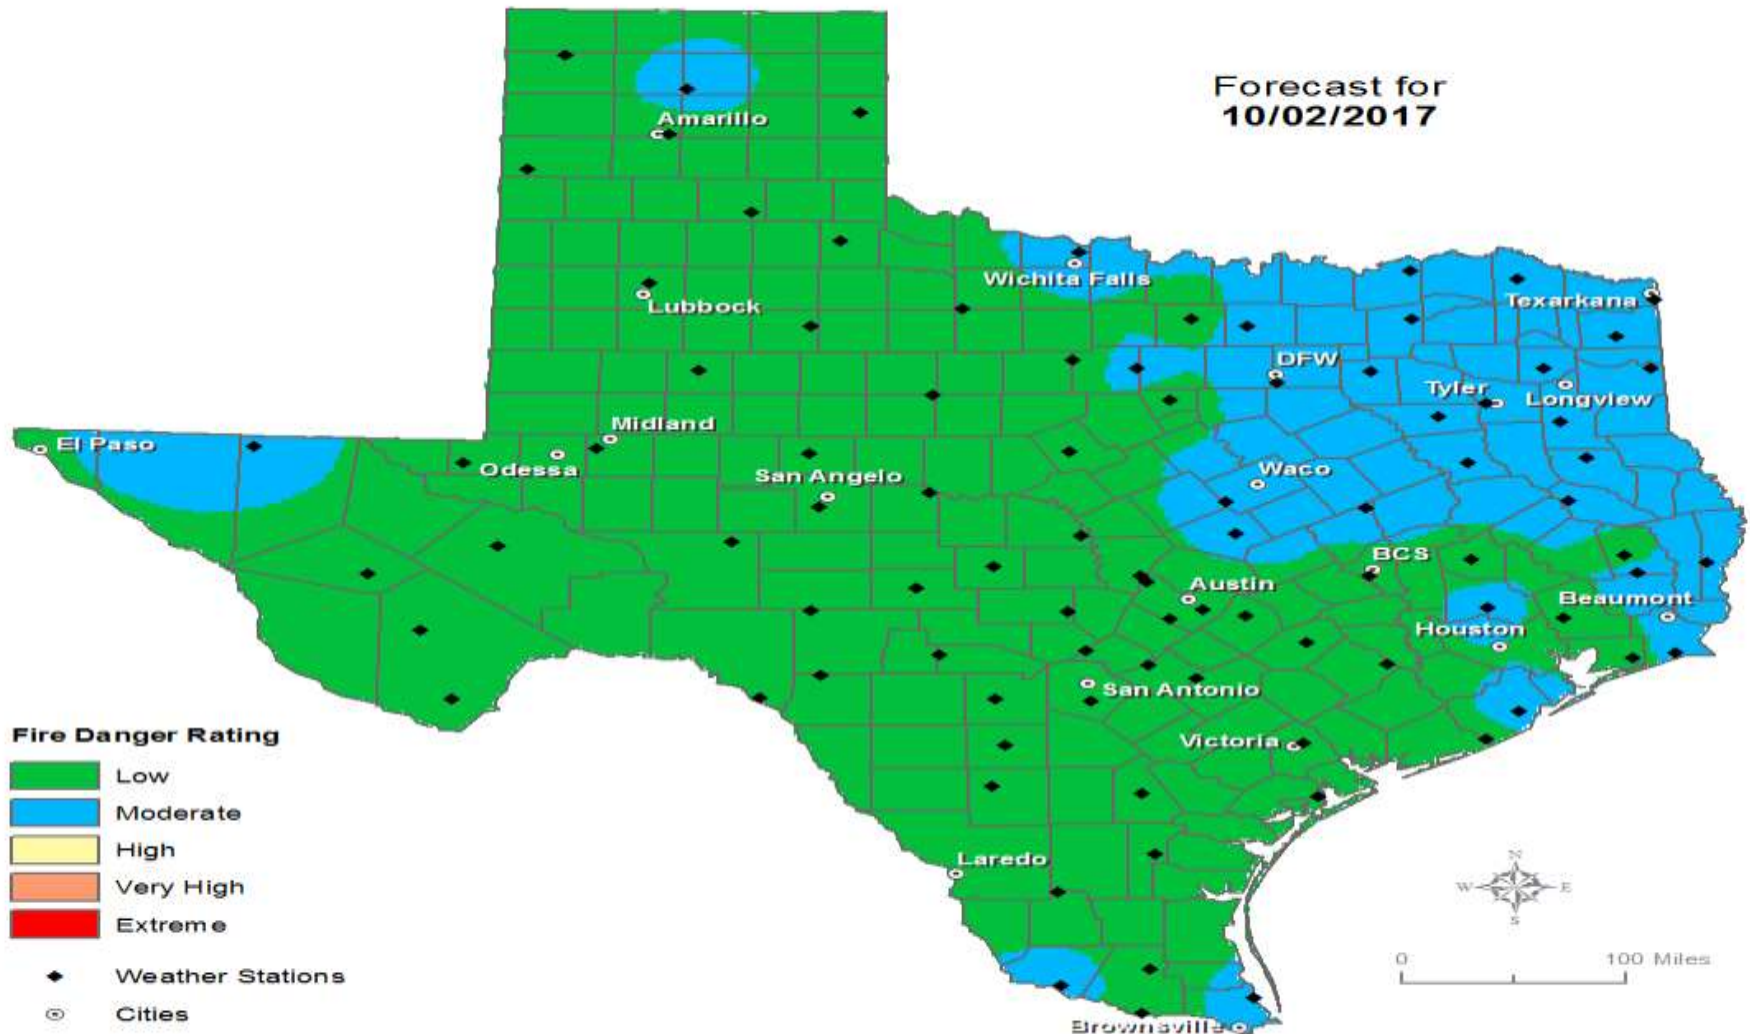 Forecast for
10/02/2017
Amarillo
Wichita Falls
Lubbock
Texarkana
DFW
Tyler
Longview
El Paso
Midland
Odessa
San Angelo
Waco
BCS
Austin
Beaumont
Houston
San Antonio
Victoria
Laredo
Brownsville
Fire Danger Rating
Low
Moderate
High
Very High
Extreme
Weather Stations
Cities
N
W E
S
0 100 Miles